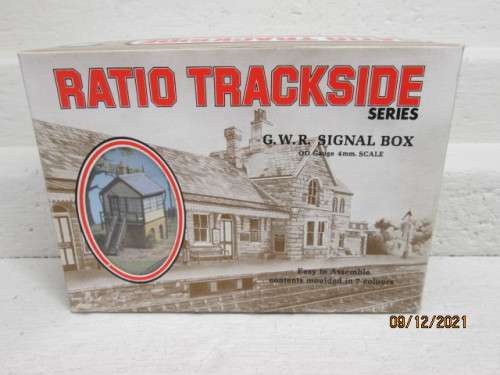 RATIO TRACKSIDE
SERIES
G.W.R. SIGNAL BOX
OO Gauge 4mm. SCALE
Easy to Assemble
contents moulded in 7 colours
09/12/2021